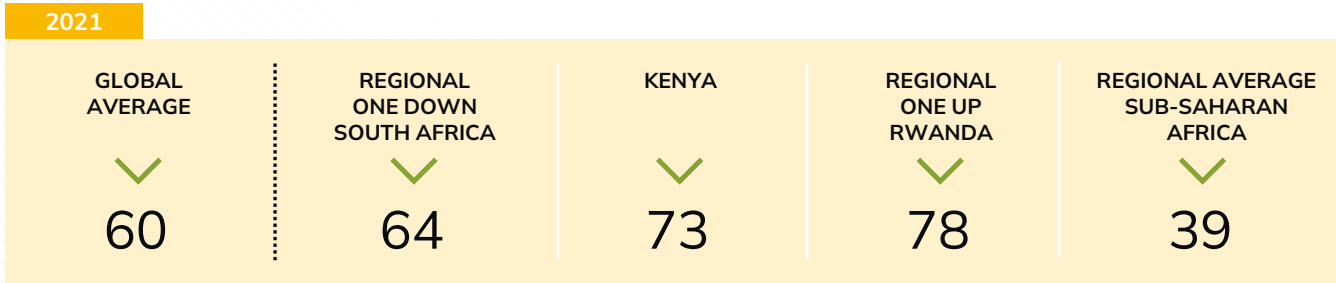 2021
GLOBAL
AVERAGE
60
REGIONAL
ONE DOWN
SOUTH AFRICA
64
KENYA
73
REGIONAL
ONE UP
RWANDA
78
REGIONAL AVERAGE
SUB-SAHARAN
AFRICA
39